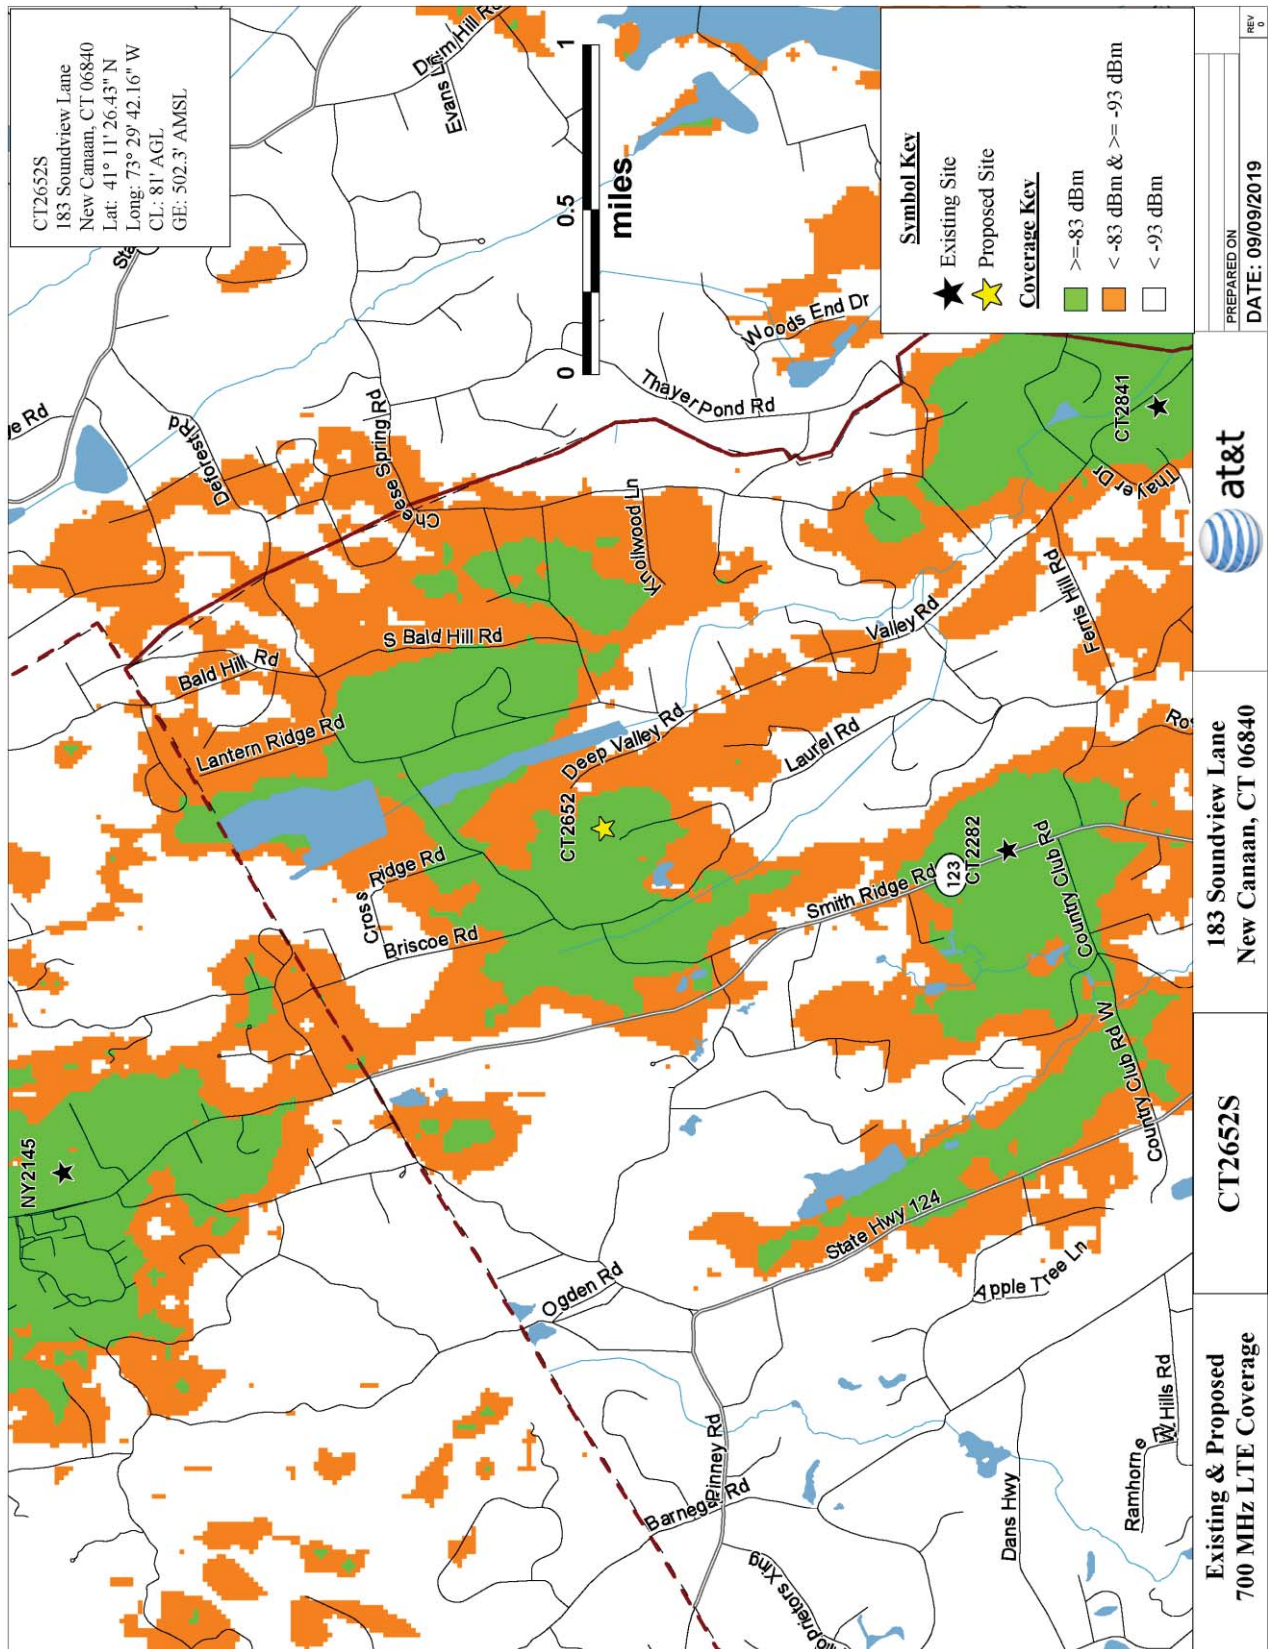 CT2652S
183 Soundview Lane
New Canaan, CT 06840
Lat: 41° 11' 26.43" N
Long: 73° 29' 42.16" W
CL: 81' AGL
GE: 502.3' AMSL
NY2145
Evans
Drum Hill Rd
Deforest Rd
Cheese Spring Rd
Bald Hill Rd
S Bald Hill Rd
Lantern Ridge Rd
Knollwood Ln
Thayer Pond Rd
Woods End Dr
Cross
Ridge Rd
Briscoe Rd
CT2652
Deep Valley Rd
Laurel Rd
Valley Rd
Ferris Hill Rd
Thayer Dr
CT2841
Smith Ridge Rd
123
CT2282
Country Club Rd
Country Club Rd W
State Hwy 124
Apple Tree Ln
Ogden Rd
Pinney Rd
Dans Hwy
Ramhorne
W Hills Rd
0 0.5 1
miles
Symbol Key
Existing Site
Proposed Site
Coverage Key
>=-83 dBm
< -83 dBm & >= -93 dBm
< -93 dBm
Existing & Proposed
700 MHz LTE Coverage
CT2652S
183 Soundview Lane
New Canaan, CT 06840
at&t
PREPARED ON
DATE: 09/09/2019
REV
0